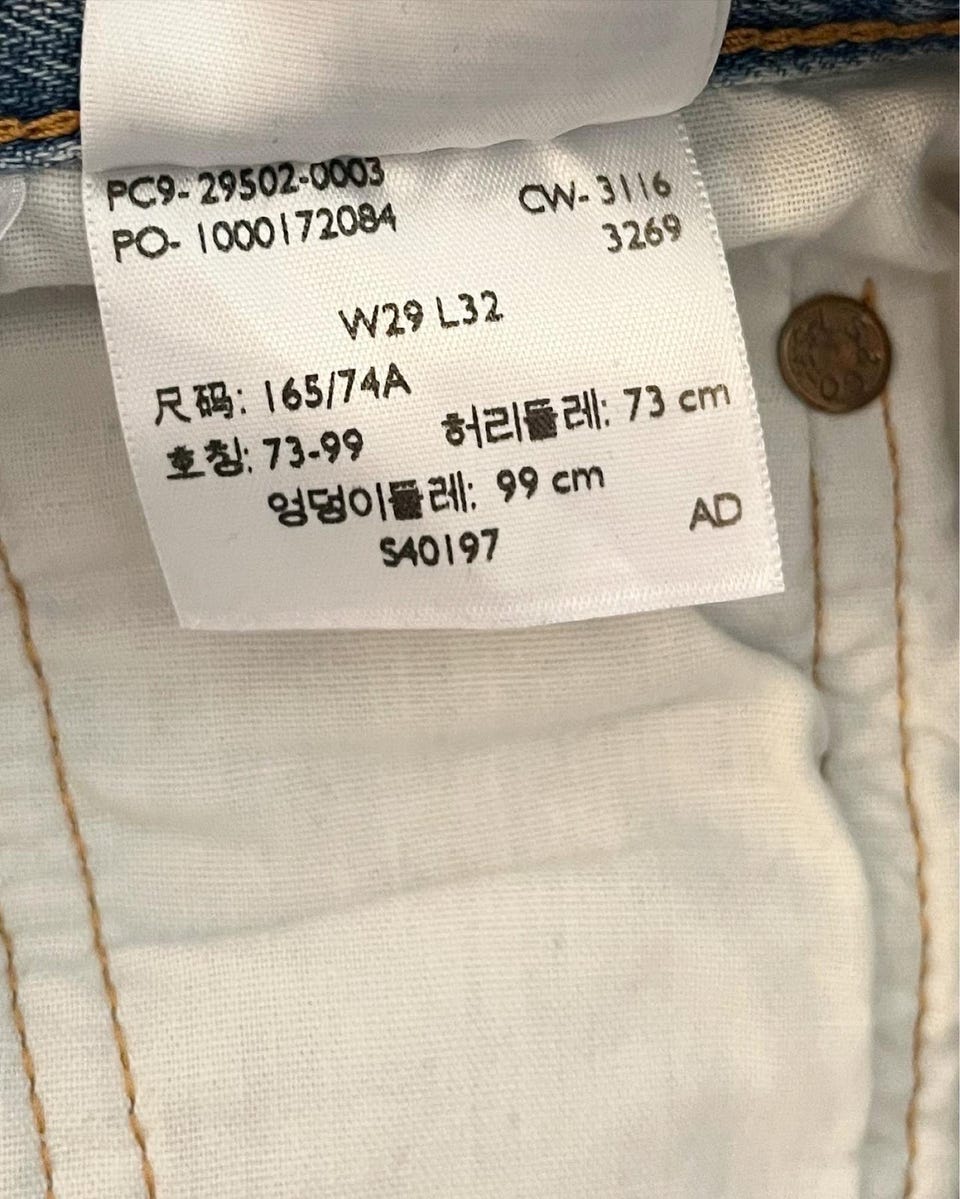 PC9-29502-0003
PO-1000172084
CW-3116
3269
W29 L32
尺码: 165/74A
호칭: 73-99
허리둘레: 73 cm
엉덩이둘레: 99 cm
AD
S40197